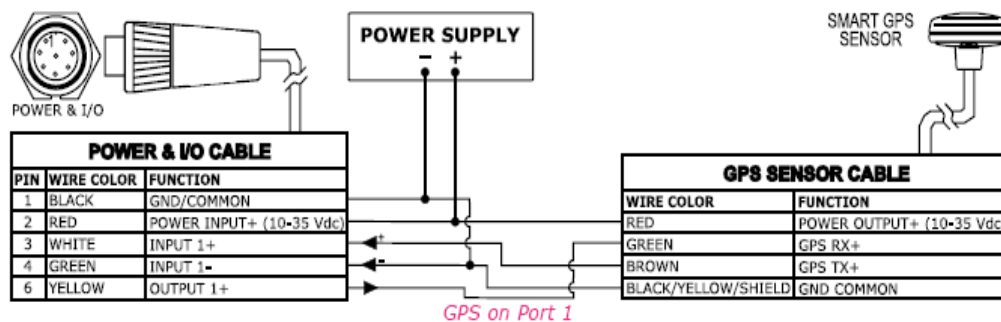 SMART GPS
SENSOR
POWER SUPPLY
- +
1
POWER & I/O
POWER & I/O CABLE
PIN WIRE COLOR FUNCTION
1 BLACK GND/COMMON
2 RED POWER INPUT+ (10-35 Vdc)
3 WHITE INPUT 1+
4 GREEN INPUT 1-
6 YELLOW OUTPUT 1+
+
-
GPS SENSOR CABLE
WIRE COLOR FUNCTION
RED POWER OUTPUT+ (10-35 Vdc
GREEN GPS RX+
BROWN GPS TX+
BLACK/YELLOW/SHIELD GND COMMON
GPS on Port 1